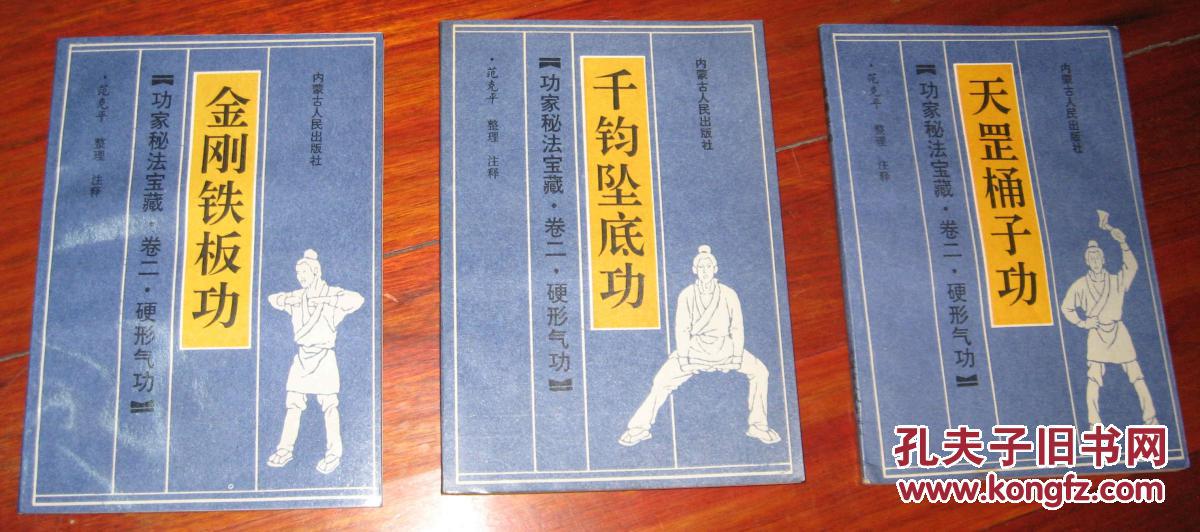 内蒙古人民出版社
金刚铁板功
【功家秘法宝藏·卷二·硬形气功】
·范克平 整理 注释
内蒙古人民出版社
千钧坠底功
【功家秘法宝藏·卷二·硬形气功】
·范克平 整理 注释
内蒙古人民出版社
天罡桶子功
【功家秘法宝藏·卷二·硬形气功】
·范克平 整理 注释
孔夫子旧书网
www.kongfz.com